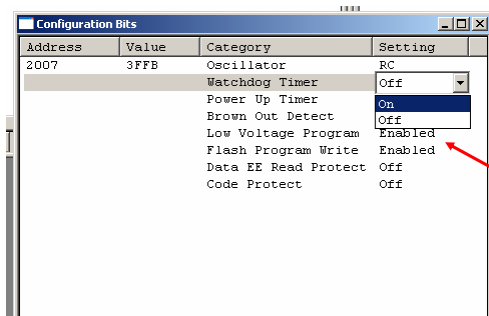 Configuration Bits
Address Value Category Setting
2007 3FFB Oscillator RC
Watchdog Timer Off
Power Up Timer On
Brown Out Detect Off
Low Voltage Program Enabled
Flash Program Write Enabled
Data EE Read Protect Off
Code Protect Off